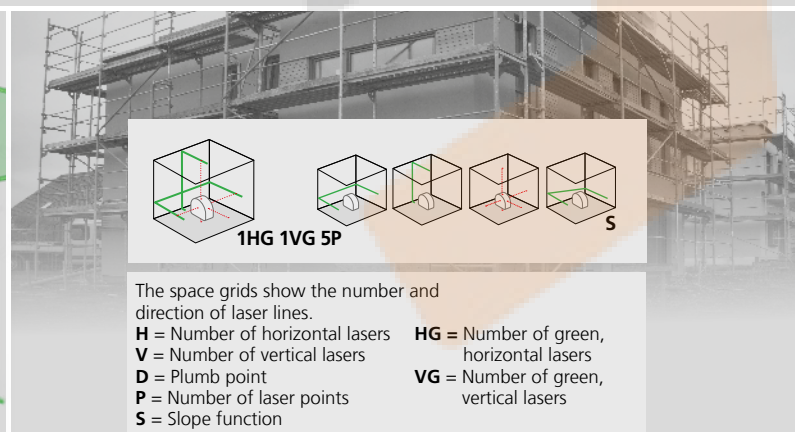 1HG 1VG 5P
S
The space grids show the number and
direction of laser lines.
H = Number of horizontal lasers
V = Number of vertical lasers
D = Plumb point
P = Number of laser points
S = Slope function
HG = Number of green,
horizontal lasers
VG = Number of green,
vertical lasers